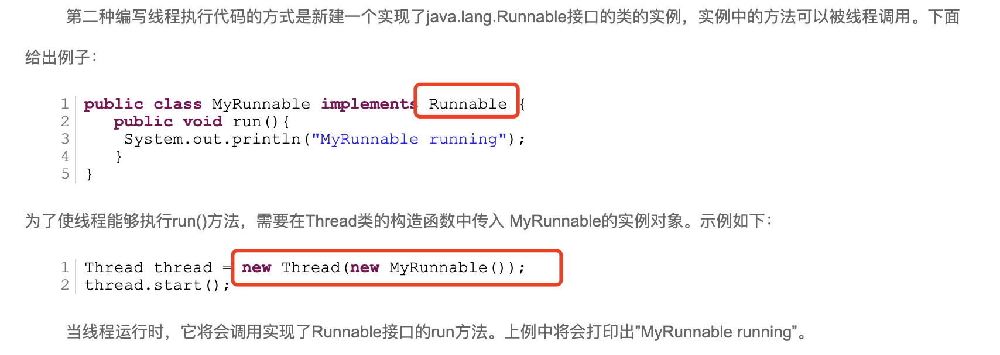 第二种编写线程执行代码的方式是新建一个实现了java.lang.Runnable接口的类的实例，实例中的方法可以被线程调用。下面
给出例子：
1 public class MyRunnable implements Runnable {
2    public void run(){
3     System.out.println("MyRunnable running");
4    }
5 }
为了使线程能够执行run()方法，需要在Thread类的构造函数中传入 MyRunnable的实例对象。示例如下：
1 Thread thread = new Thread(new MyRunnable());
2 thread.start();
当线程运行时，它将会调用实现了Runnable接口的run方法。上例中将会打印出”MyRunnable running”。